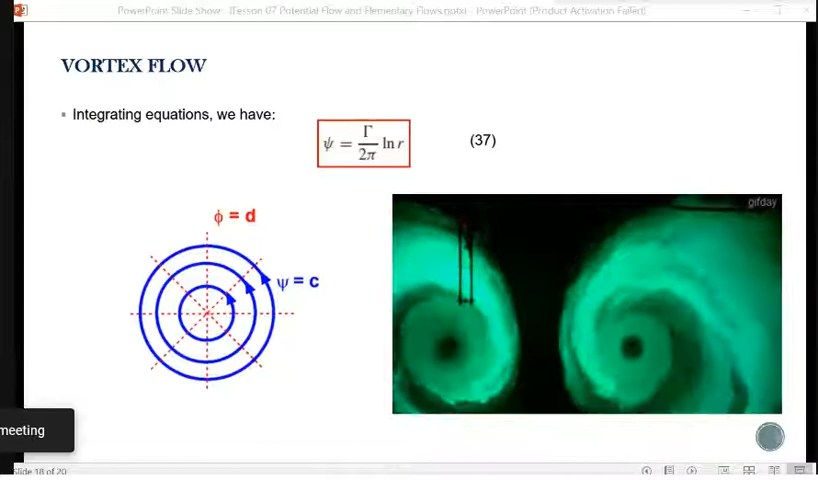 PowerPoint Slide Show - [Lesson 07 Potential Flow and Elementary Flows.pptx] - PowerPoint (Product Activation Failed)
VORTEX FLOW
▪ Integrating equations, we have:
ψ = Γ/2π ln r
(37)
gifday
ϕ = d
ψ = c
meeting
Slide 18 of 20